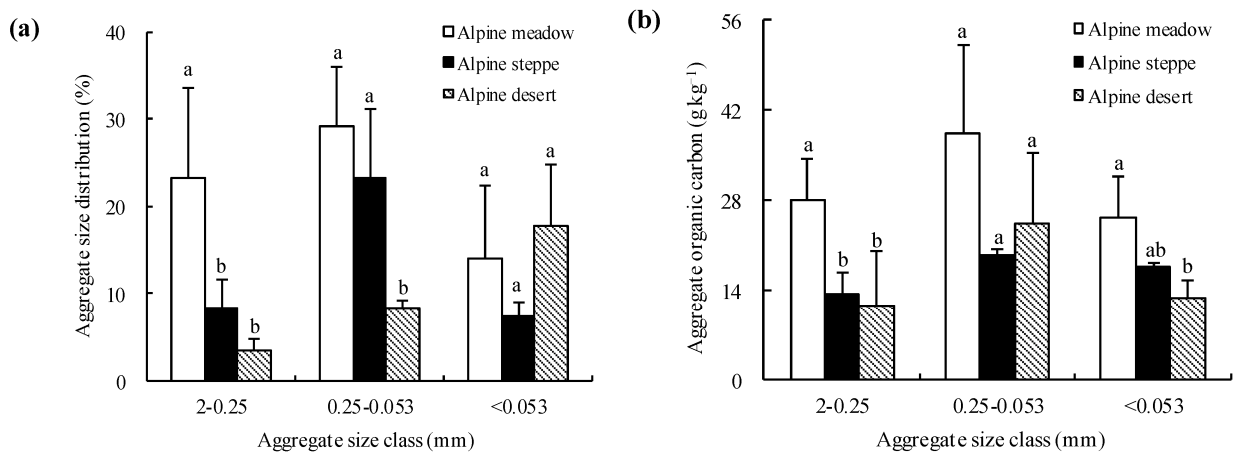 (a)
Aggregate size distribution (%)
40
30
20
10
0
Alpine meadow
Alpine steppe
Alpine desert
a
b
b
a
a
b
a
a
a
2-0.25
0.25-0.053
<0.053
Aggregate size class (mm)
(b)
Aggregate organic carbon (g kg⁻¹)
56
42
28
14
0
Alpine meadow
Alpine steppe
Alpine desert
a
b
b
a
a
a
a
ab
b
2-0.25
0.25-0.053
<0.053
Aggregate size class (mm)